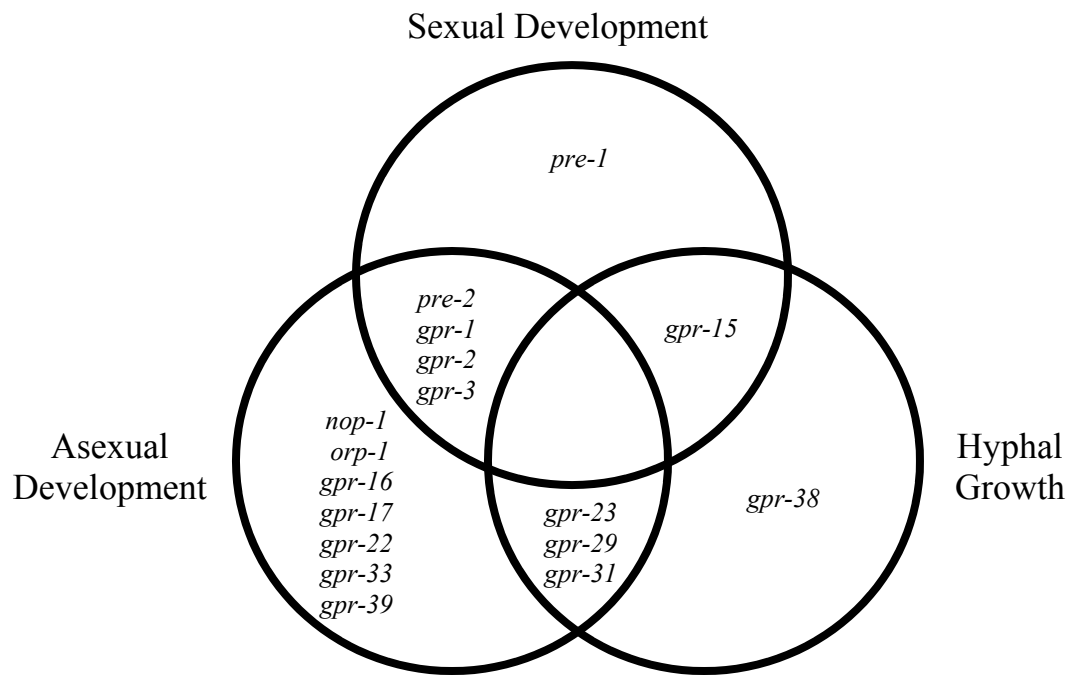 Sexual Development
pre-1
pre-2
gpr-1
gpr-2
gpr-3
gpr-15
nop-1
orp-1
gpr-16
gpr-17
gpr-22
gpr-33
gpr-39
Asexual
Development
gpr-23
gpr-29
gpr-31
gpr-38
Hyphal
Growth